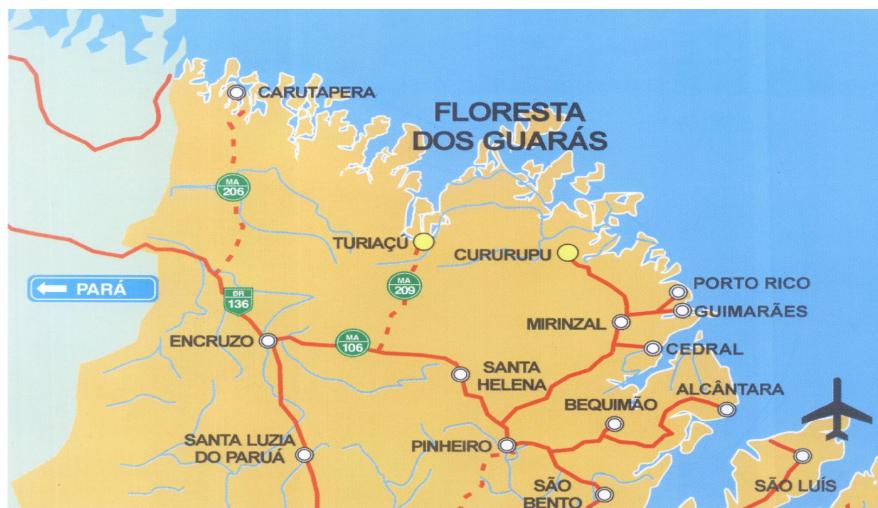 CARUTAPERA
FLORESTA
DOS GUARÁS
MA
206
TURIAÇÚ
CURURUPU
MA
209
PORTO RICO
PARÁ
BR
136
GUIMARÃES
MIRINZAL
ENCRUZO
MA
106
CEDRAL
SANTA
HELENA
ALCÂNTARA
BEQUIMÃO
SANTA LUZIA
DO PARUÁ
PINHEIRO
SÃO
BENTO
SÃO LUÍS